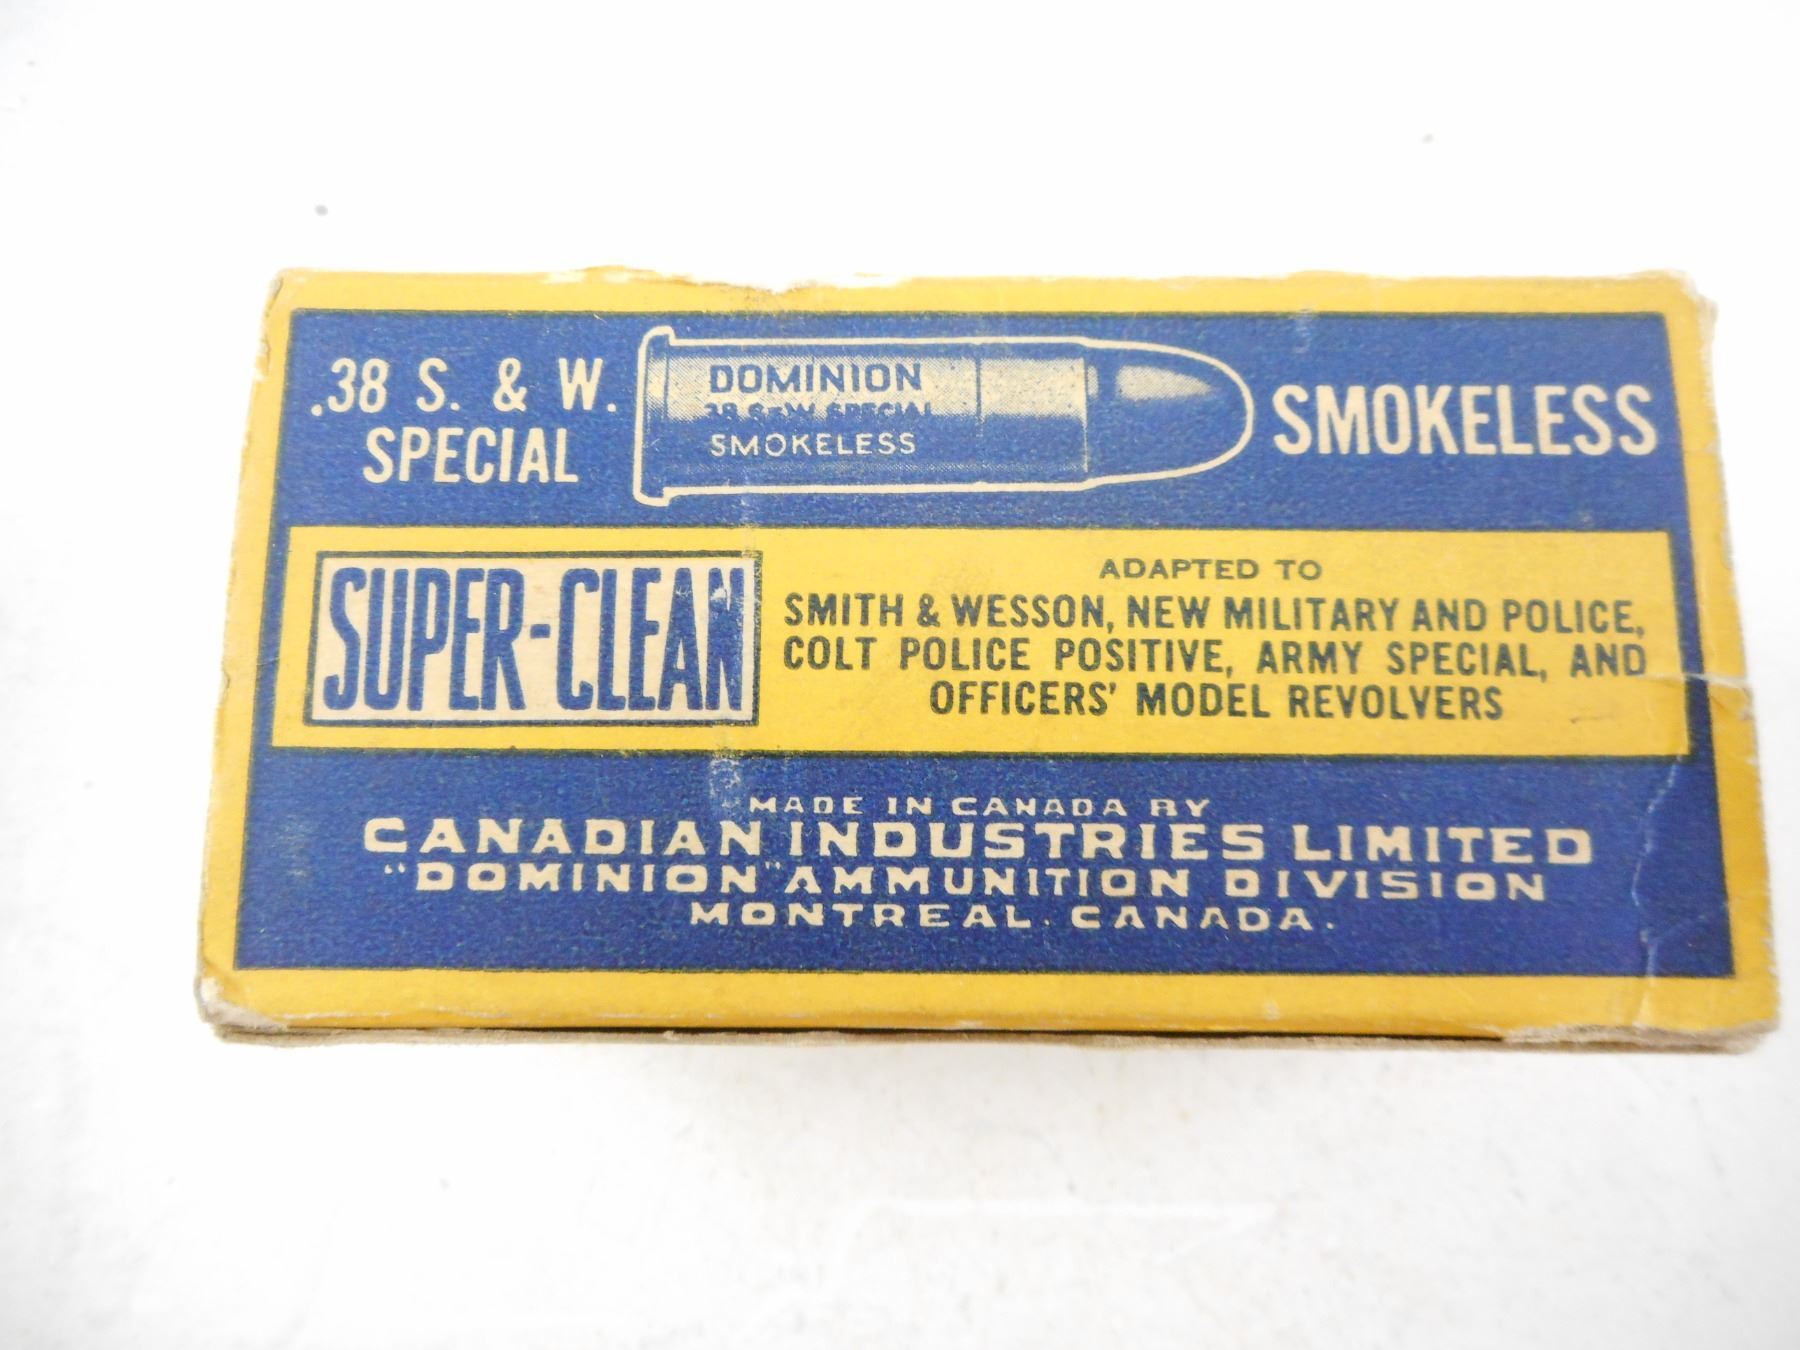 .38 S. & W.
SPECIAL
DOMINION
38 S&W SPECIAL
SMOKELESS
SMOKELESS
SUPER-CLEAN
ADAPTED TO
SMITH & WESSON, NEW MILITARY AND POLICE,
COLT POLICE POSITIVE, ARMY SPECIAL, AND
OFFICERS' MODEL REVOLVERS
MADE IN CANADA BY
CANADIAN INDUSTRIES LIMITED
"DOMINION" AMMUNITION DIVISION
MONTREAL. CANADA.